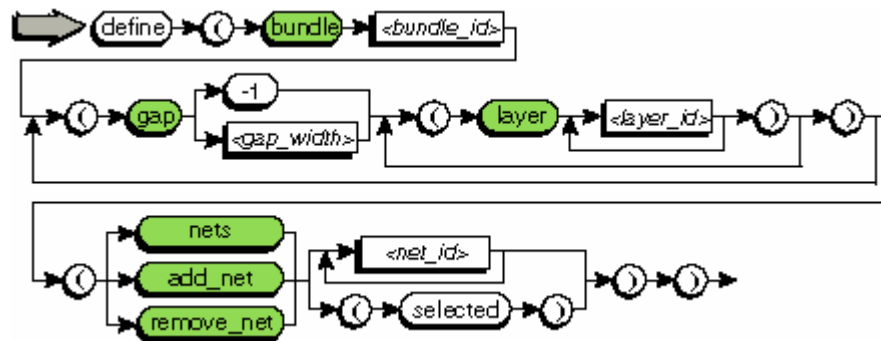 define ( bundle <bundle_id>
( gap -1 ( layer <layer_id> ) )
<gap_width>
nets
( add_net <net_id> ) )
remove_net ( selected )